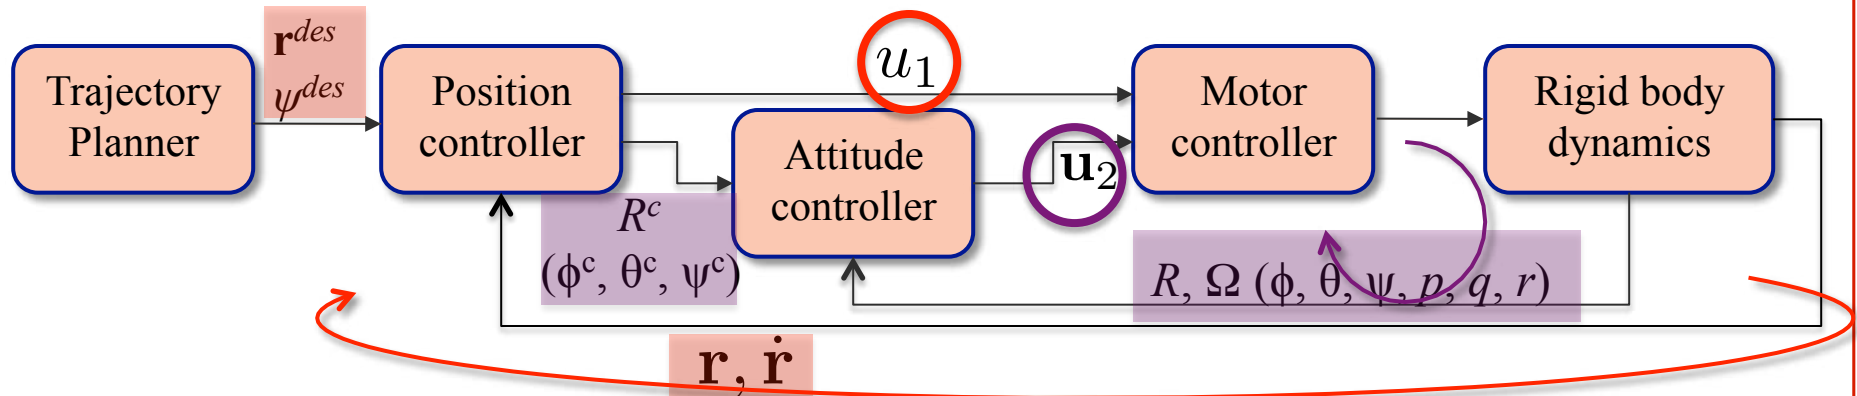 Trajectory
Planner
r^des
ψ^des
Position
controller
u₁
Attitude
controller
u₂
Motor
controller
Rigid body
dynamics
R^c
(ϕ^c, θ^c, ψ^c)
R, Ω (ϕ, θ, ψ, p, q, r)
r, ṙ